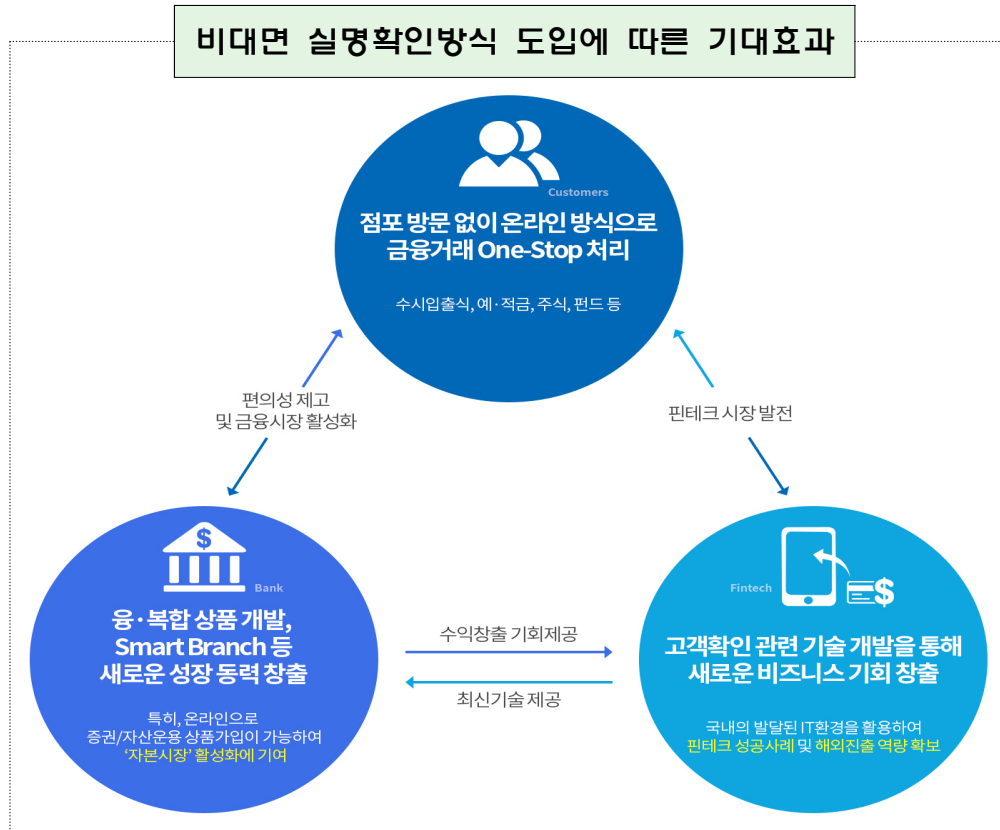 비대면 실명확인방식 도입에 따른 기대효과
Customers
점포 방문 없이 온라인 방식으로
금융거래 One-Stop 처리
수시입출식, 예·적금, 주식, 펀드 등
편의성 제고
및 금융시장 활성화
핀테크 시장 발전
$
Bank
융·복합 상품 개발,
Smart Branch 등
새로운 성장 동력 창출
특히, 온라인으로
증권/자산운용 상품가입이 가능하여
‘자본시장’ 활성화에 기여
수익창출 기회제공
최신기술 제공
Fintech
$
고객확인 관련 기술 개발을 통해
새로운 비즈니스 기회 창출
국내의 발달된 IT환경을 활용하여
핀테크 성공사례 및 해외진출 역량 확보